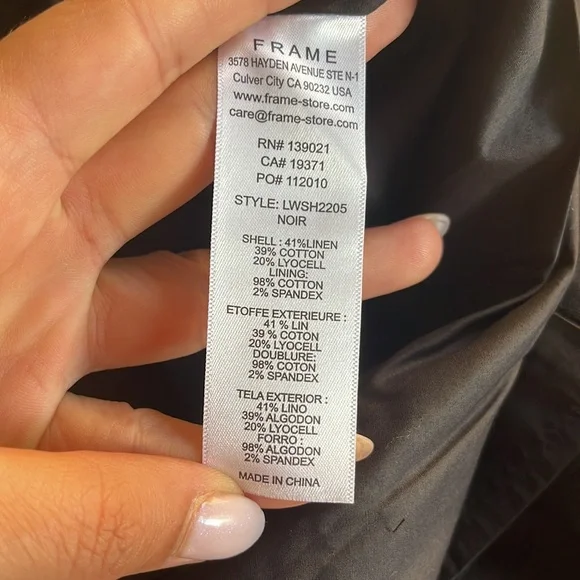 FRAME
3578 HAYDEN AVENUE STE N-1
Culver City CA 90232 USA
www.frame-store.com
care@frame-store.com
RN# 139021
CA# 19371
PO# 112010
STYLE: LWSH2205
NOIR
SHELL : 41%LINEN
39% COTTON
20% LYOCELL
LINING:
98% COTTON
2% SPANDEX
ETOFFE EXTERIEURE :
41 % LIN
39 % COTON
20% LYOCELL
DOUBLURE:
98% COTON
2% SPANDEX
TELA EXTERIOR :
41% LINO
39% ALGODON
20% LYOCELL
FORRO :
98% ALGODON
2% SPANDEX
MADE IN CHINA